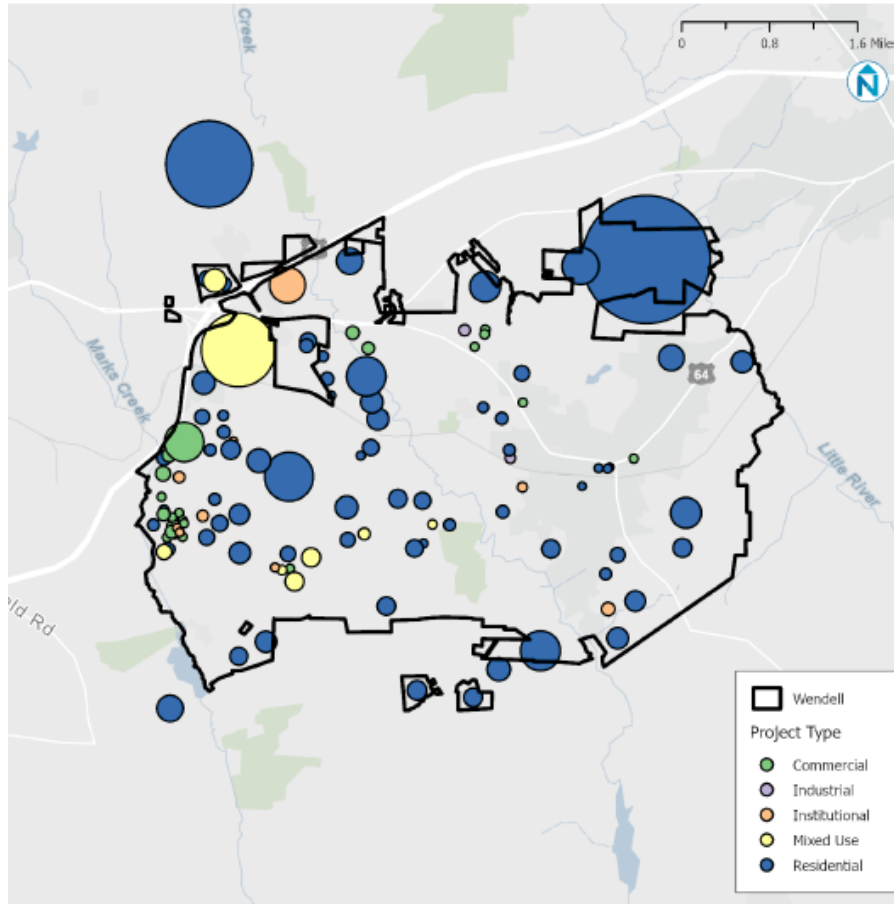 Creek
0 0.8 1.6 Miles
N
Marks Creek
64
Little River
eld Rd
Wendell
Project Type
Commercial
Industrial
Institutional
Mixed Use
Residential